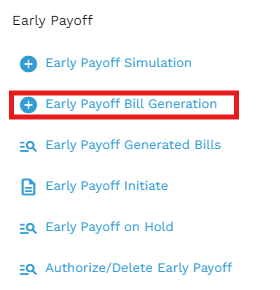 Early Payoff
Early Payoff Simulation
Early Payoff Bill Generation
Early Payoff Generated Bills
Early Payoff Initiate
Early Payoff on Hold
Authorize/Delete Early Payoff